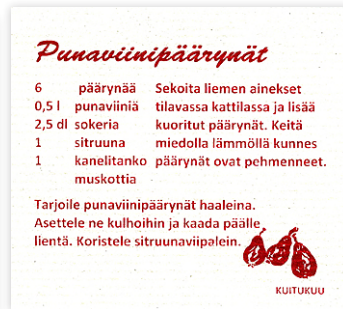 Punaviinipäärynät
6 päärynää
0,5 l punaviiniä
2,5 dl sokeria
1 sitruuna
1 kanelitanko
muskottia
Sekoita liemen ainekset
tilavassa kattilassa ja lisää
kuoritut päärynät. Keitä
miedolla lämmöllä kunnes
päärynät ovat pehmenneet.
Tarjoile punaviinipäärynät haaleina.
Asettele ne kulhoihin ja kaada päälle
lientä. Koristele sitruunaviipalein.
KUITUKUU